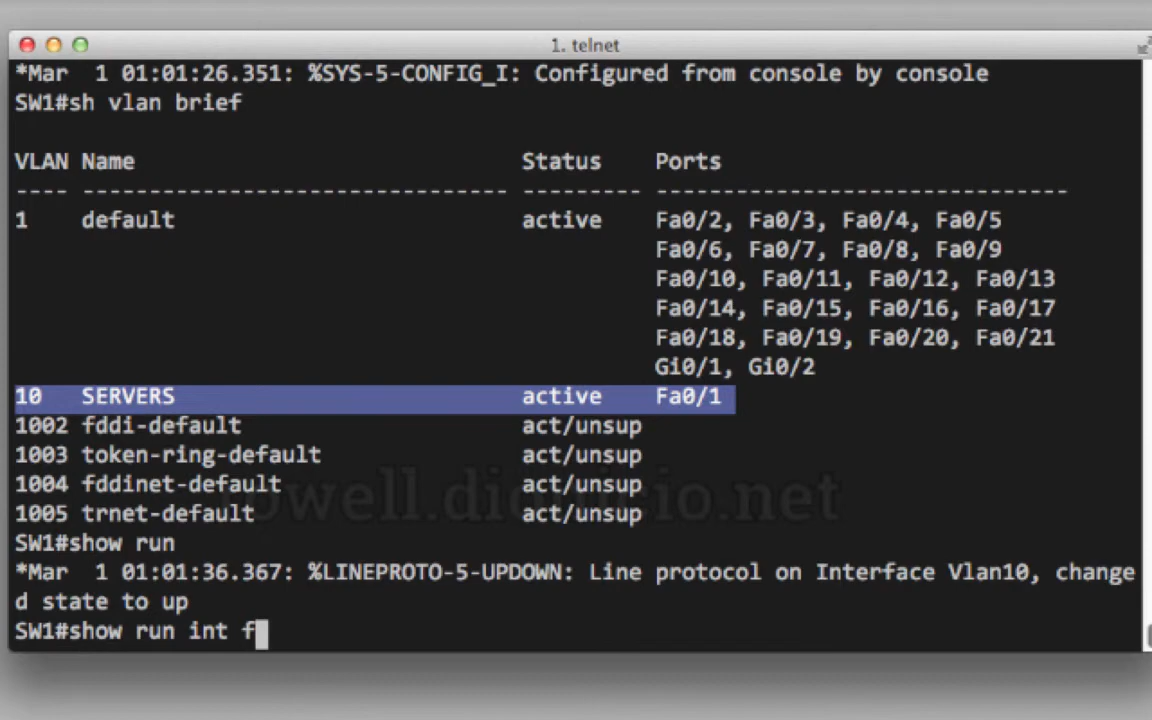 1. telnet
*Mar  1 01:01:26.351: %SYS-5-CONFIG_I: Configured from console by console
SW1#sh vlan brief
VLAN Name                             Status    Ports
---- -------------------------------- --------- -------------------------------
1    default                          active    Fa0/2, Fa0/3, Fa0/4, Fa0/5
                                                Fa0/6, Fa0/7, Fa0/8, Fa0/9
                                                Fa0/10, Fa0/11, Fa0/12, Fa0/13
                                                Fa0/14, Fa0/15, Fa0/16, Fa0/17
                                                Fa0/18, Fa0/19, Fa0/20, Fa0/21
                                                Gi0/1, Gi0/2
10   SERVERS                          active    Fa0/1
1002 fddi-default                     act/unsup
1003 token-ring-default               act/unsup
1004 fddinet-default                  act/unsup
1005 trnet-default                    act/unsup
SW1#show run
*Mar  1 01:01:36.367: %LINEPROTO-5-UPDOWN: Line protocol on Interface Vlan10, change
d state to up
SW1#show run int f